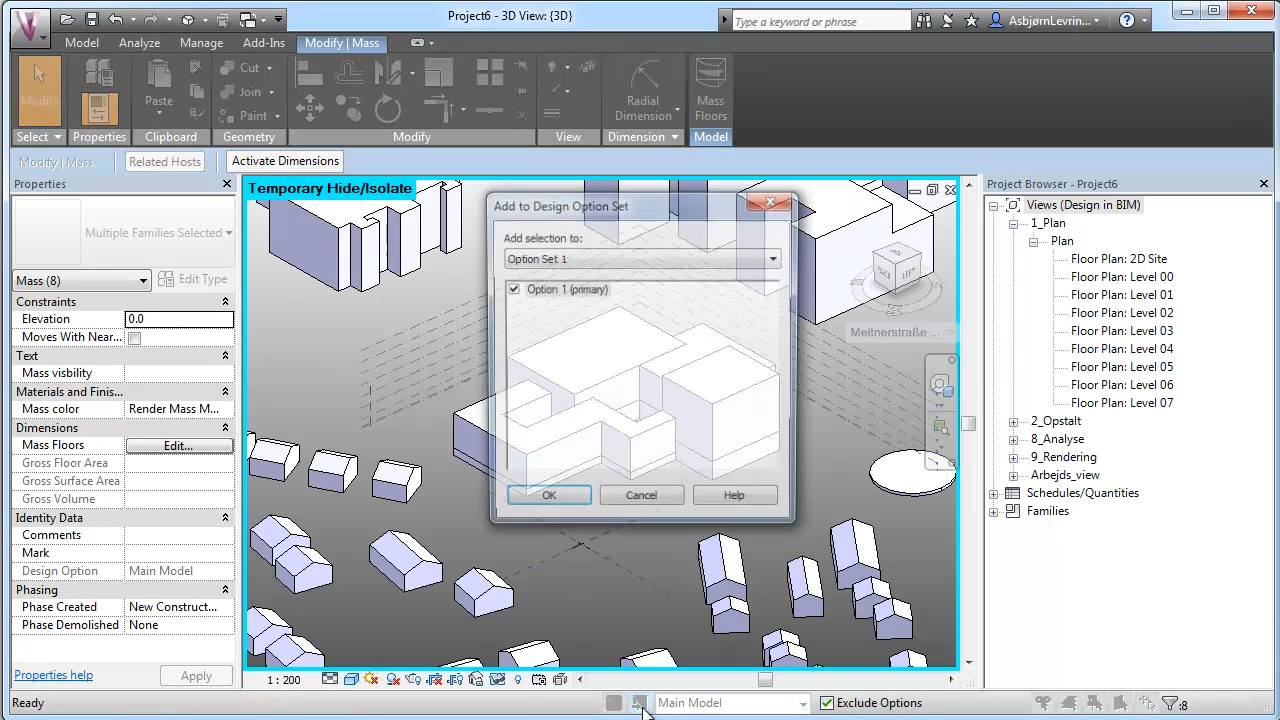 Project6 - 3D View: {3D}
Type a keyword or phrase
AsbjørnLevrin...
Model
Analyze
Manage
Add-Ins
Modify | Mass
Modify
Paste
Cut
Join
Paint
Radial
Dimension
Mass
Floors
Select
Properties
Clipboard
Geometry
Modify
View
Dimension
Model
Modify | Mass
Related Hosts
Activate Dimensions
Properties
Multiple Families Selected
Mass (8)
Edit Type
Constraints
Elevation 0.0
Moves With Near...
Text
Mass visibility
Materials and Finis...
Mass color Render Mass M...
Dimensions
Mass Floors Edit...
Gross Floor Area
Gross Surface Area
Gross Volume
Identity Data
Comments
Mark
Design Option Main Model
Phasing
Phase Created New Construct...
Phase Demolished None
Properties help
Apply
Temporary Hide/Isolate
Add to Design Option Set
Add selection to:
Option Set 1
Option 1 (primary)
OK
Cancel
Help
LEFT
Meitnerstraße ...
1 : 200
Project Browser - Project6
Views (Design in BIM)
1_Plan
Plan
Floor Plan: 2D Site
Floor Plan: Level 00
Floor Plan: Level 01
Floor Plan: Level 02
Floor Plan: Level 03
Floor Plan: Level 04
Floor Plan: Level 05
Floor Plan: Level 06
Floor Plan: Level 07
2_Opstalt
8_Analyse
9_Rendering
Arbejds_view
Schedules/Quantities
Families
Ready
Main Model
Exclude Options
:8